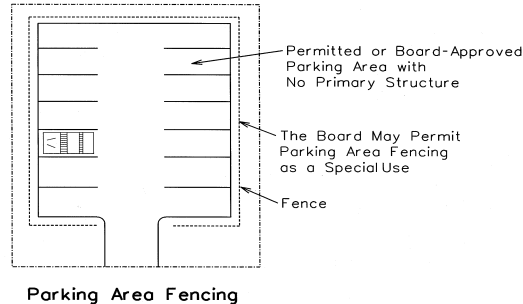 Permitted or Board-Approved
Parking Area with
No Primary Structure
The Board May Permit
Parking Area Fencing
as a Special Use
Fence
Parking Area Fencing